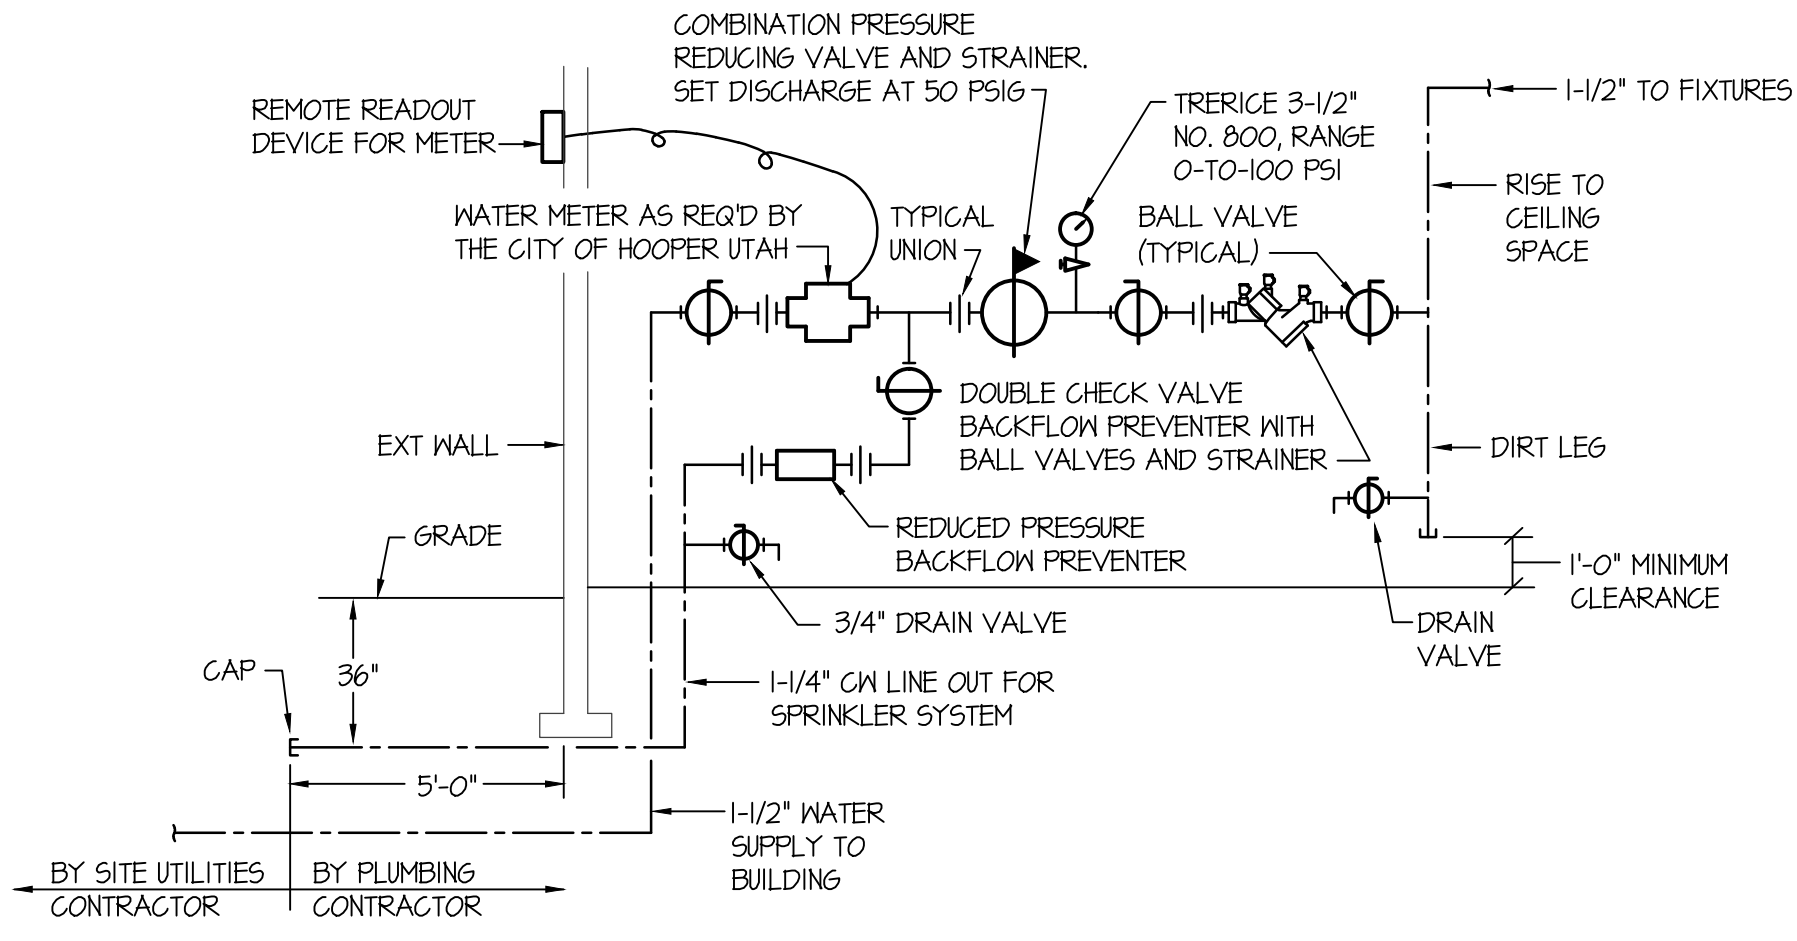 COMBINATION PRESSURE
REDUCING VALVE AND STRAINER.
SET DISCHARGE AT 50 PSIG
REMOTE READOUT
DEVICE FOR METER
TRERICE 3-1/2"
NO. 800, RANGE
0-TO-100 PSI
1-1/2" TO FIXTURES
RISE TO
CEILING
SPACE
WATER METER AS REQ'D BY
THE CITY OF HOOPER UTAH
TYPICAL
UNION
BALL VALVE
(TYPICAL)
EXT WALL
DOUBLE CHECK VALVE
BACKFLOW PREVENTER WITH
BALL VALVES AND STRAINER
DIRT LEG
GRADE
REDUCED PRESSURE
BACKFLOW PREVENTER
1'-0" MINIMUM
CLEARANCE
3/4" DRAIN VALVE
DRAIN
VALVE
CAP
36"
1-1/4" CW LINE OUT FOR
SPRINKLER SYSTEM
5'-0"
1-1/2" WATER
SUPPLY TO
BUILDING
BY SITE UTILITIES
CONTRACTOR
BY PLUMBING
CONTRACTOR